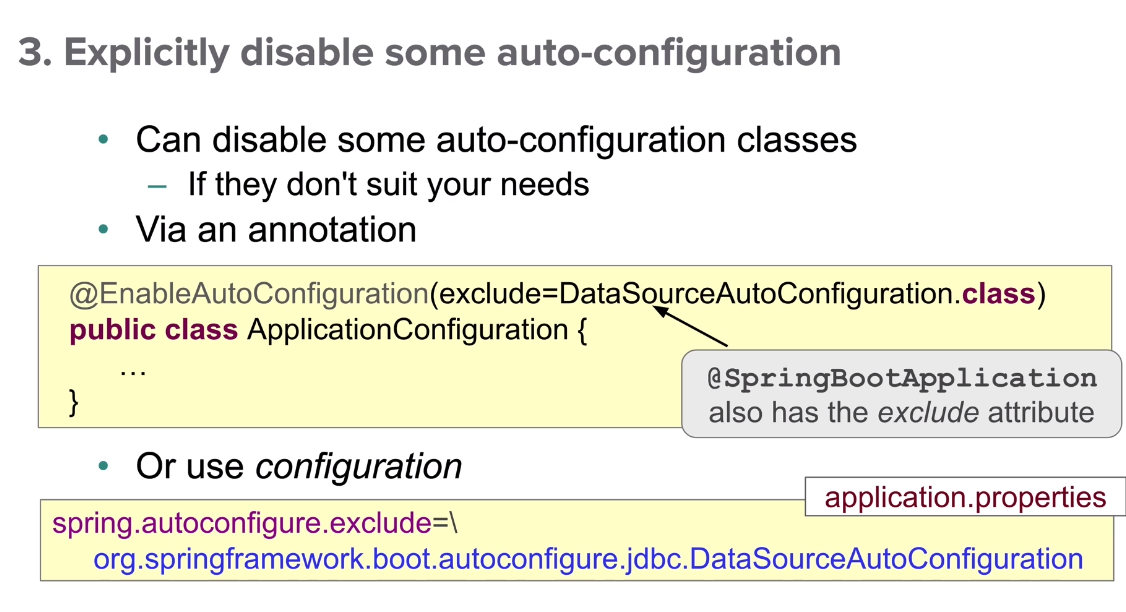 3. Explicitly disable some auto-configuration
• Can disable some auto-configuration classes
– If they don't suit your needs
• Via an annotation
@EnableAutoConfiguration(exclude=DataSourceAutoConfiguration.class)
public class ApplicationConfiguration {
…
}
@SpringBootApplication
also has the exclude attribute
• Or use configuration
application.properties
spring.autoconfigure.exclude=\
org.springframework.boot.autoconfigure.jdbc.DataSourceAutoConfiguration